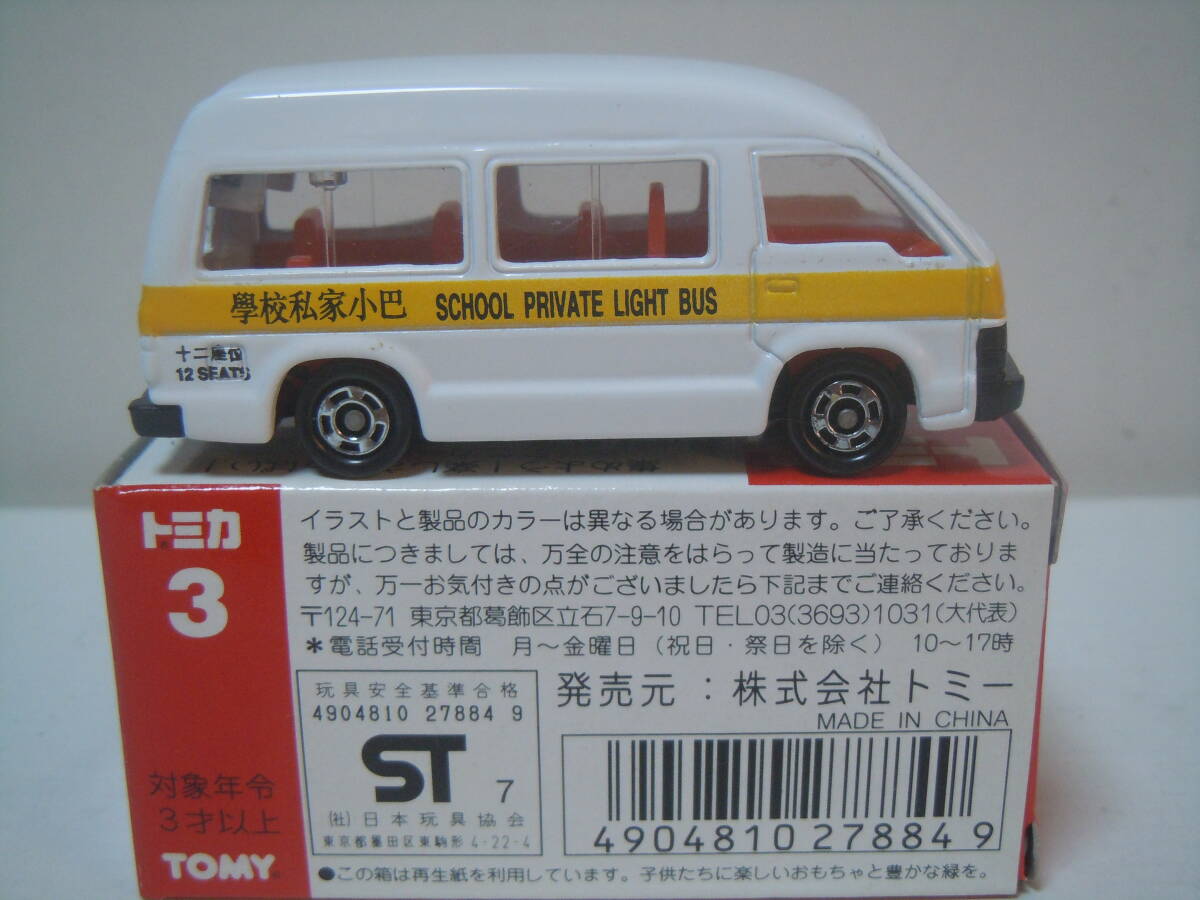 學校私家小巴 SCHOOL PRIVATE LIGHT BUS
十二座位
12 SEATS
トミカ
3
対象年令
3才以上
TOMY
イラストと製品のカラーは異なる場合があります。ご了承ください。
製品につきましては、万全の注意をはらって製造に当たっておりま
すが、万一お気付きの点がございましたら下記までご連絡ください。
〒124-71 東京都葛飾区立石7-9-10 TEL03(3693)1031(大代表)
＊電話受付時間 月〜金曜日（祝日・祭日を除く） 10〜17時
玩具安全基準合格
4904810 27884 9
ST 7
(社)日本玩具協会
東京都墨田区東駒形4-22-4
発売元：株式会社トミー
MADE IN CHINA
4904810 278849
●この箱は再生紙を利用しています。子供たちに楽しいおもちゃと豊かな緑を。